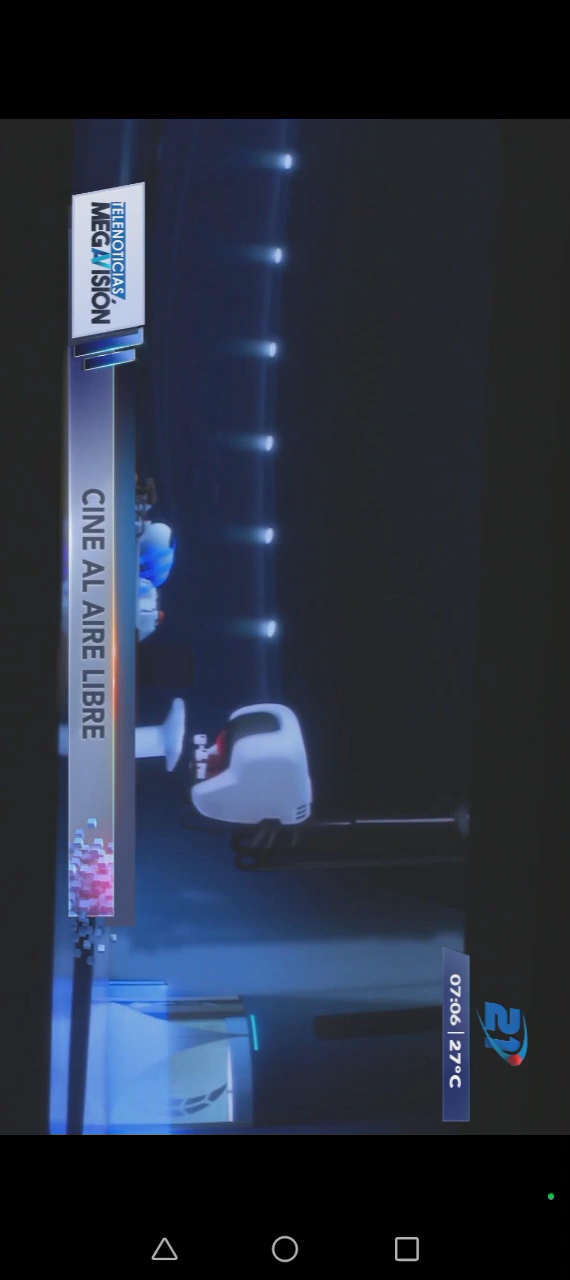 21
07:06 | 27°C
TELENOTICIAS
MEGAVISIÓN
CINE AL AIRE LIBRE